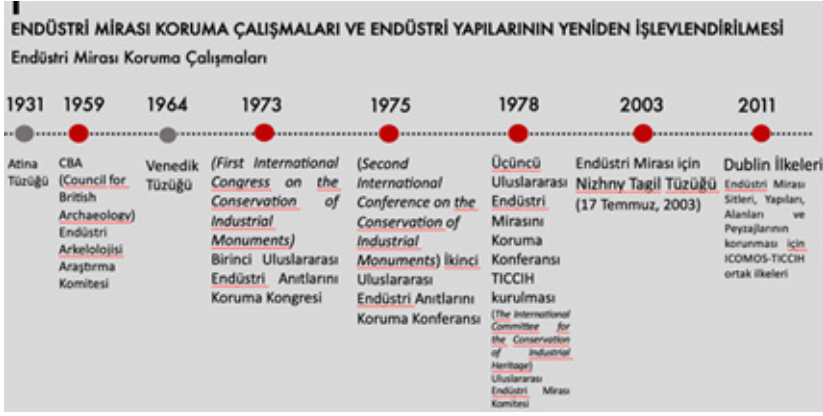 ENDÜSTRİ MİRASI KORUMA ÇALIŞMALARI VE ENDÜSTRİ YAPILARININ YENİDEN İŞLEVLENDİRİLMESİ
Endüstri Mirası Koruma Çalışmaları
1931
Atina
Tüzüğü
1959
CBA
(Council for
British
Archaeology)
Endüstri
Arkelolojisi
Araştırma
Komitesi
1964
Venedik
Tüzüğü
1973
(First International
Congress on the
Conservation of
Industrial
Monuments)
Birinci Uluslararası
Endüstri Anıtlarını
Koruma Kongresi
1975
(Second
International
Conference on the
Conservation of
Industrial
Monuments) İkinci
Uluslararası
Endüstri Anıtlarını
Koruma Konferansı
1978
Üçüncü
Uluslararası
Endüstri
Mirasını
Koruma
Konferansı
TICCIH
kurulması
(The International
Committee for
the Conservation
of Industrial
Heritage)
Uluslararası
Endüstri Mirası
Komitesi
2003
Endüstri Mirası için
Nizhny Tagil Tüzüğü
(17 Temmuz, 2003)
2011
Dublin İlkeleri
Endüstri Mirası
Sitleri, Yapıları,
Alanları ve
Peyzajlarının
korunması için
ICOMOS-TICCIH
ortak ilkeleri